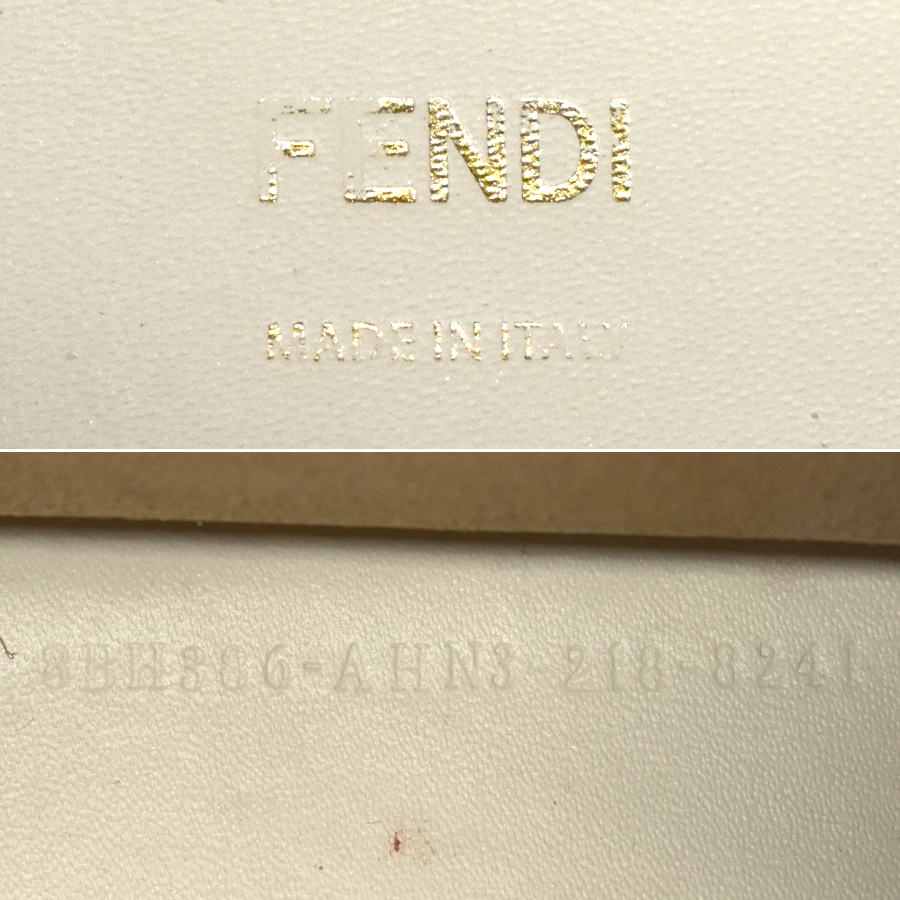 FENDI
MADE IN ITALY
8BH386-AHN3 218-8241